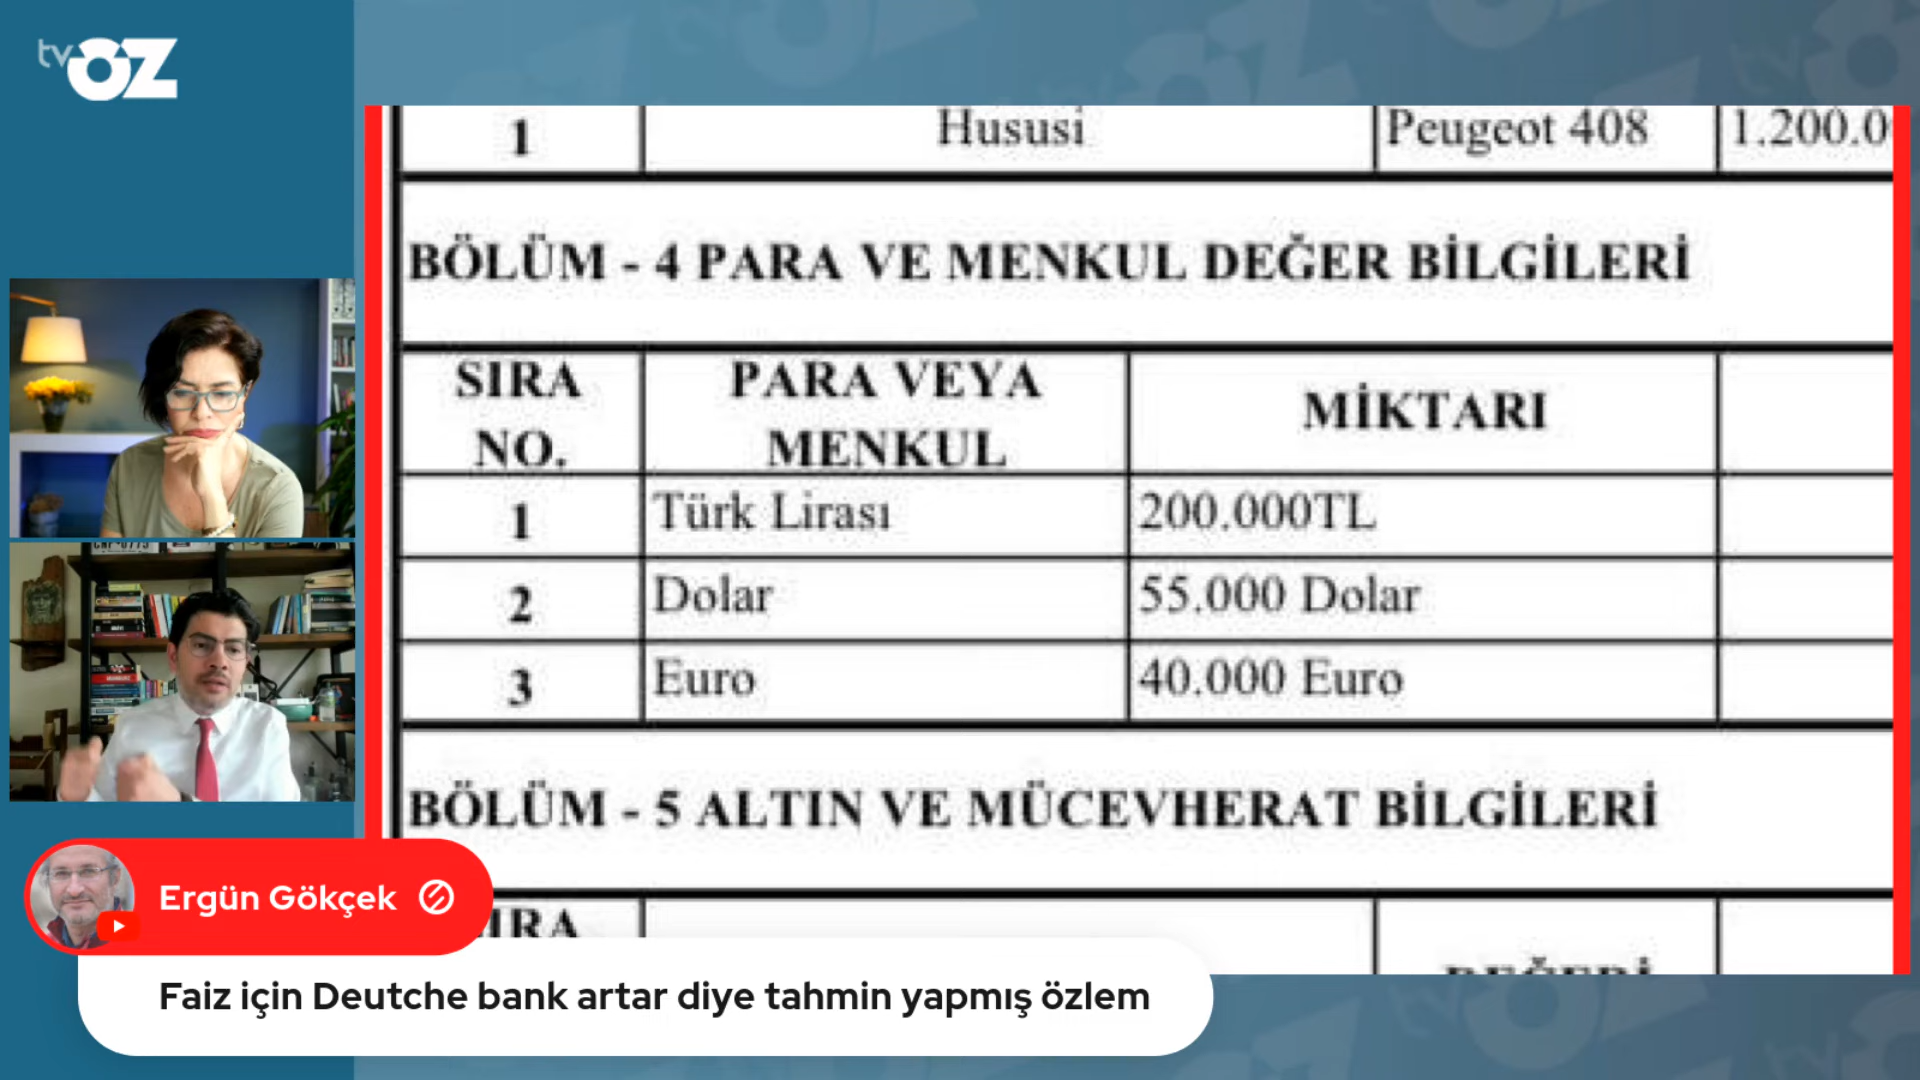 tv OZ
1 Hususi Peugeot 408 1.200.0
BÖLÜM - 4 PARA VE MENKUL DEĞER BİLGİLERİ
SIRA NO. PARA VEYA MENKUL MİKTARI
1 Türk Lirası 200.000TL
2 Dolar 55.000 Dolar
3 Euro 40.000 Euro
BÖLÜM - 5 ALTIN VE MÜCEVHERAT BİLGİLERİ
DEĞERİ
Ergün Gökçek
Faiz için Deutche bank artar diye tahmin yapmış özlem